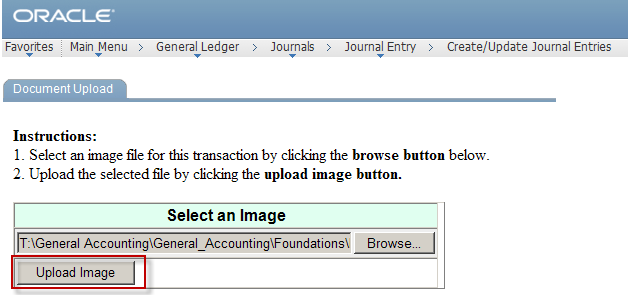 ORACLE®
Favorites Main Menu > General Ledger > Journals > Journal Entry > Create/Update Journal Entries
Document Upload
Instructions:
1. Select an image file for this transaction by clicking the browse button below.
2. Upload the selected file by clicking the upload image button.
Select an Image
T:\General Accounting\General_Accounting\Foundations\ Browse...
Upload Image